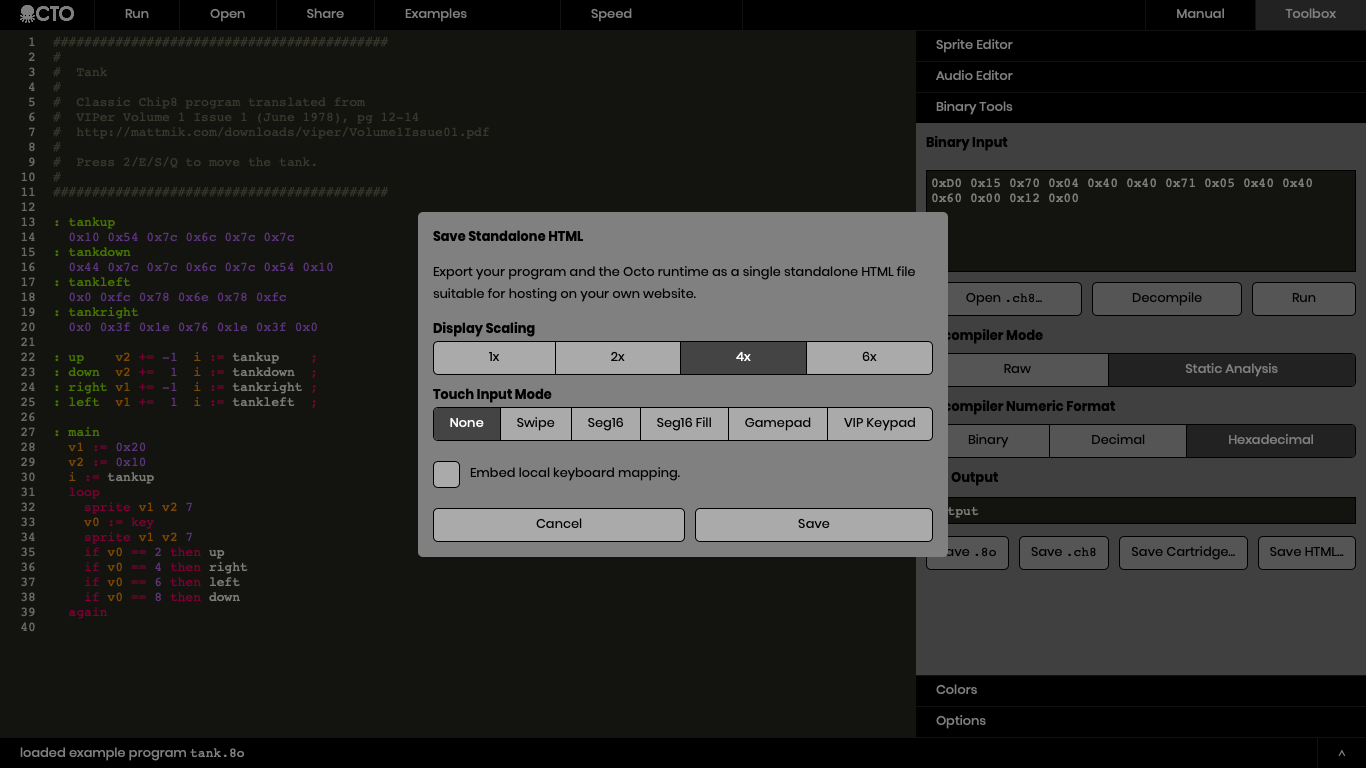 OCTO
Run
Open
Share
Examples
Speed
Manual
Toolbox
1 ###########################################
2 #
3 #  Tank
4 #
5 #  Classic Chip8 program translated from
6 #  VIPer Volume 1 Issue 1 (June 1978), pg 12-14
7 #  http://mattmik.com/downloads/viper/Volume1Issue01.pdf
8 #
9 #  Press 2/E/S/Q to move the tank.
10 #
11 ###########################################
12
13 : tankup
14   0x10 0x54 0x7c 0x6c 0x7c 0x7c
15 : tankdown
16   0x44 0x7c 0x7c 0x6c 0x7c 0x54 0x10
17 : tankleft
18   0x0 0xfc 0x78 0x6e 0x78 0xfc
19 : tankright
20   0x0 0x3f 0x1e 0x76 0x1e 0x3f 0x0
21
22 : up    v2 += -1  i := tankup    ;
23 : down  v2 +=  1  i := tankdown  ;
24 : right v1 += -1  i := tankright ;
25 : left  v1 +=  1  i := tankleft  ;
26
27 : main
28   v1 := 0x20
29   v2 := 0x10
30   i := tankup
31   loop
32     sprite v1 v2 7
33     v0 := key
34     sprite v1 v2 7
35     if v0 == 2 then up
36     if v0 == 4 then right
37     if v0 == 6 then left
38     if v0 == 8 then down
39   again
40
Save Standalone HTML
Export your program and the Octo runtime as a single standalone HTML file
suitable for hosting on your own website.
Display Scaling
1x
2x
4x
6x
Touch Input Mode
None
Swipe
Seg16
Seg16 Fill
Gamepad
VIP Keypad
Embed local keyboard mapping.
Cancel
Save
Sprite Editor
Audio Editor
Binary Tools
Binary Input
0xD0 0x15 0x70 0x04 0x40 0x40 0x71 0x05 0x40 0x40
0x60 0x00 0x12 0x00
Open .ch8…
Decompile
Run
compiler Mode
Raw
Static Analysis
compiler Numeric Format
Binary
Decimal
Hexadecimal
Output
tput
ave .8o
Save .ch8
Save Cartridge…
Save HTML…
Colors
Options
loaded example program tank.8o
^